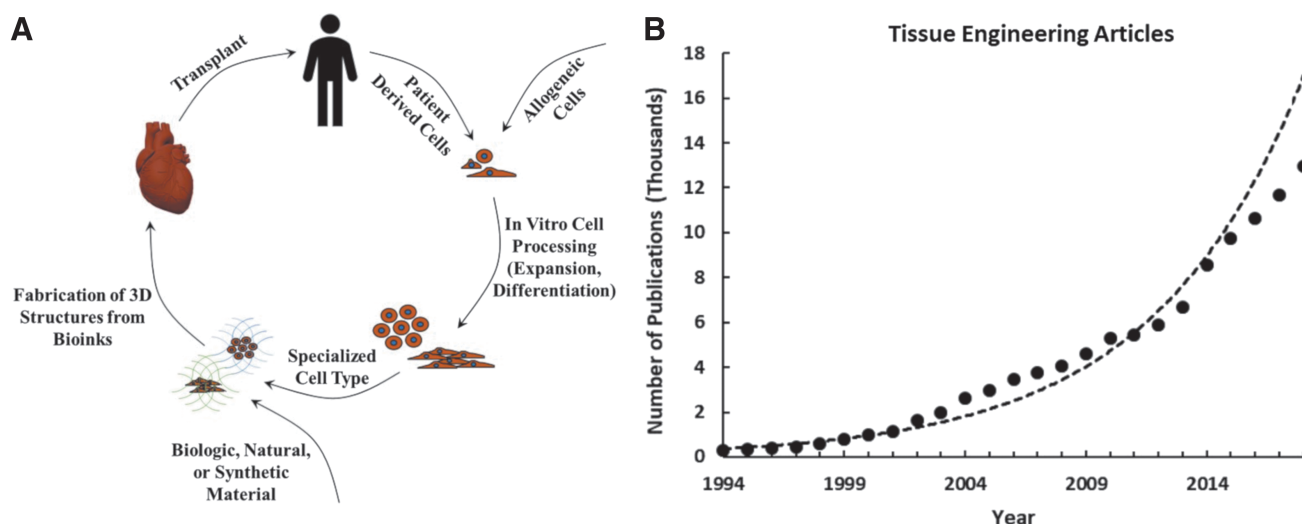 A
Transplant
Patient
Derived Cells
Allogeneic
Cells
In Vitro Cell
Processing
(Expansion,
Differentiation)
Specialized
Cell Type
Biologic, Natural,
or Synthetic
Material
Fabrication of 3D
Structures from
Bioinks
B
Tissue Engineering Articles
Number of Publications (Thousands)
18
16
14
12
10
8
6
4
2
0
1994
1999
2004
2009
2014
Year